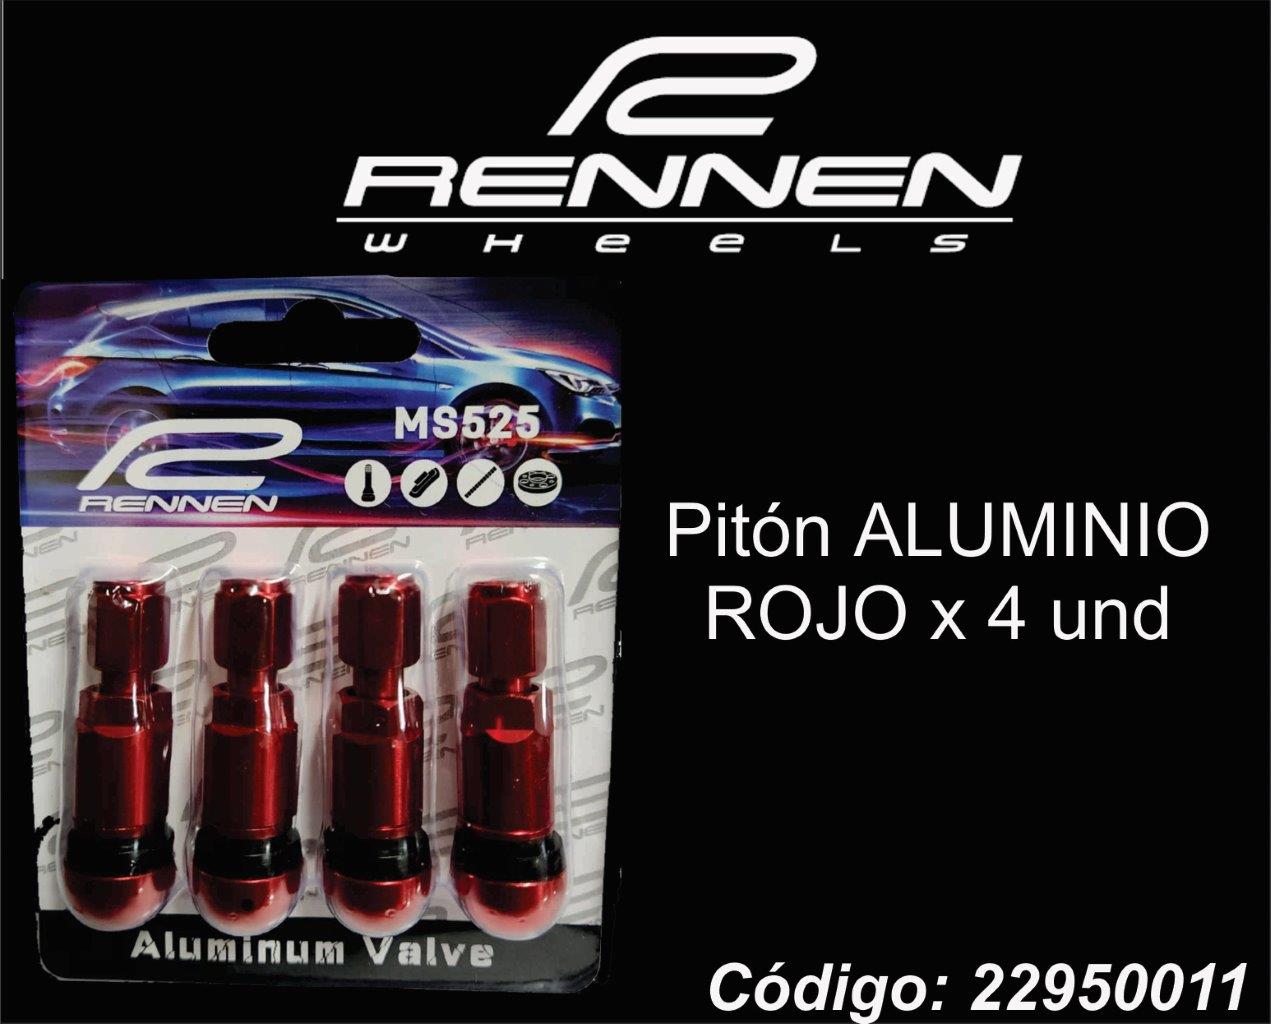 RENNEN
WHEELS
MS525
RENNEN
Aluminum Valve
Pitón ALUMINIO
ROJO x 4 und
Código: 22950011